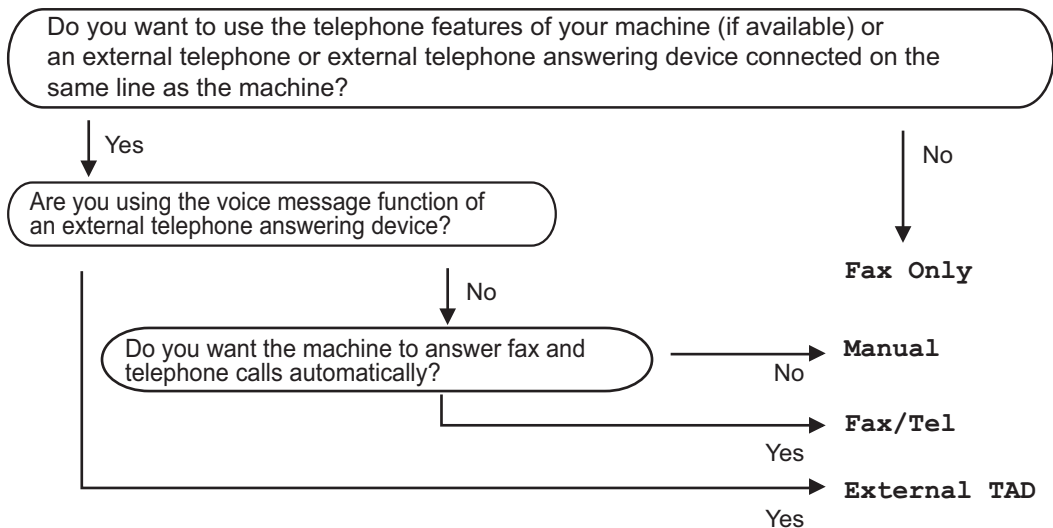 Do you want to use the telephone features of your machine (if available) or
an external telephone or external telephone answering device connected on the
same line as the machine?
Yes
No
Are you using the voice message function of
an external telephone answering device?
Fax Only
No
Do you want the machine to answer fax and
telephone calls automatically?
Manual
No
Fax/Tel
Yes
External TAD
Yes